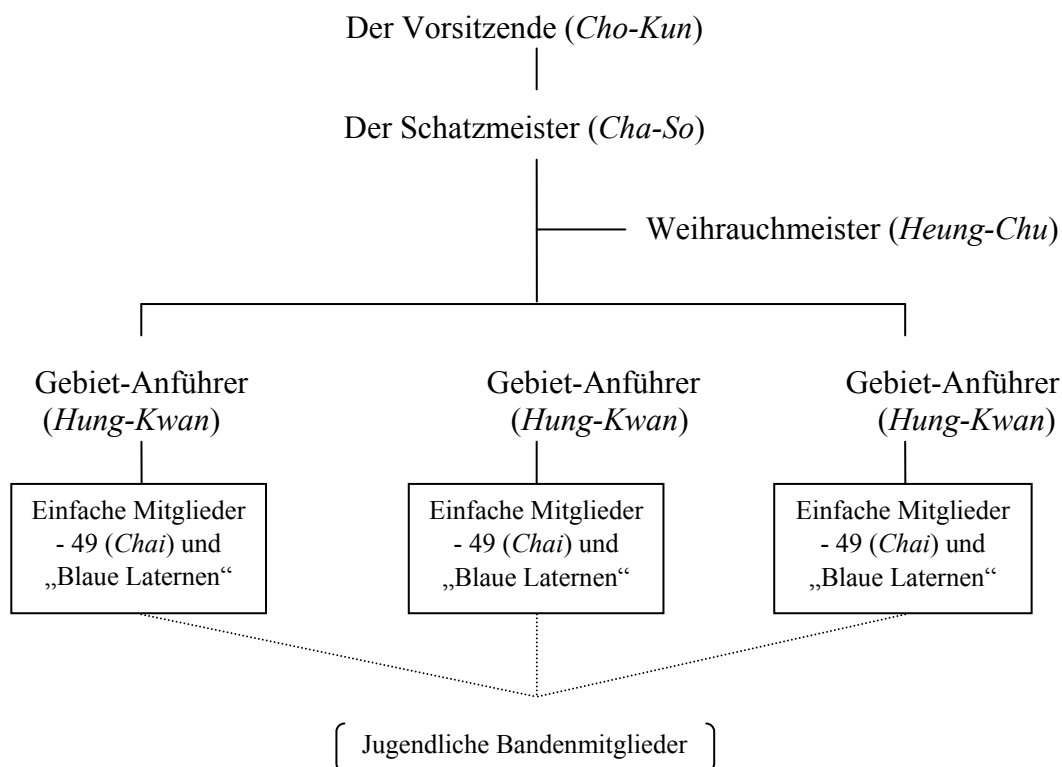 Der Vorsitzende (Cho-Kun)
Der Schatzmeister (Cha-So)
Weihrauchmeister (Heung-Chu)
Gebiet-Anführer
(Hung-Kwan)
Gebiet-Anführer
(Hung-Kwan)
Gebiet-Anführer
(Hung-Kwan)
Einfache Mitglieder
- 49 (Chai) und
„Blaue Laternen“
Einfache Mitglieder
- 49 (Chai) und
„Blaue Laternen“
Einfache Mitglieder
- 49 (Chai) und
„Blaue Laternen“
Jugendliche Bandenmitglieder